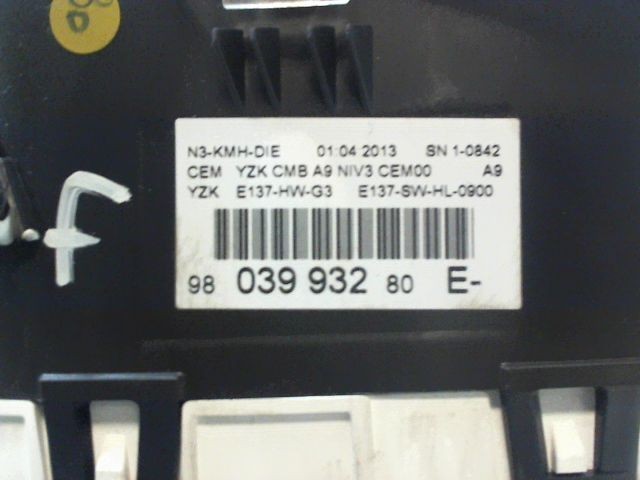 N3-KMH-DIE 01:04 2013 SN 1-0842
CEM YZK CMB A9 NIV3 CEM00 A9
YZK E137-HW-G3 E137-SW-HL-0900
98 039 932 80 E-
f